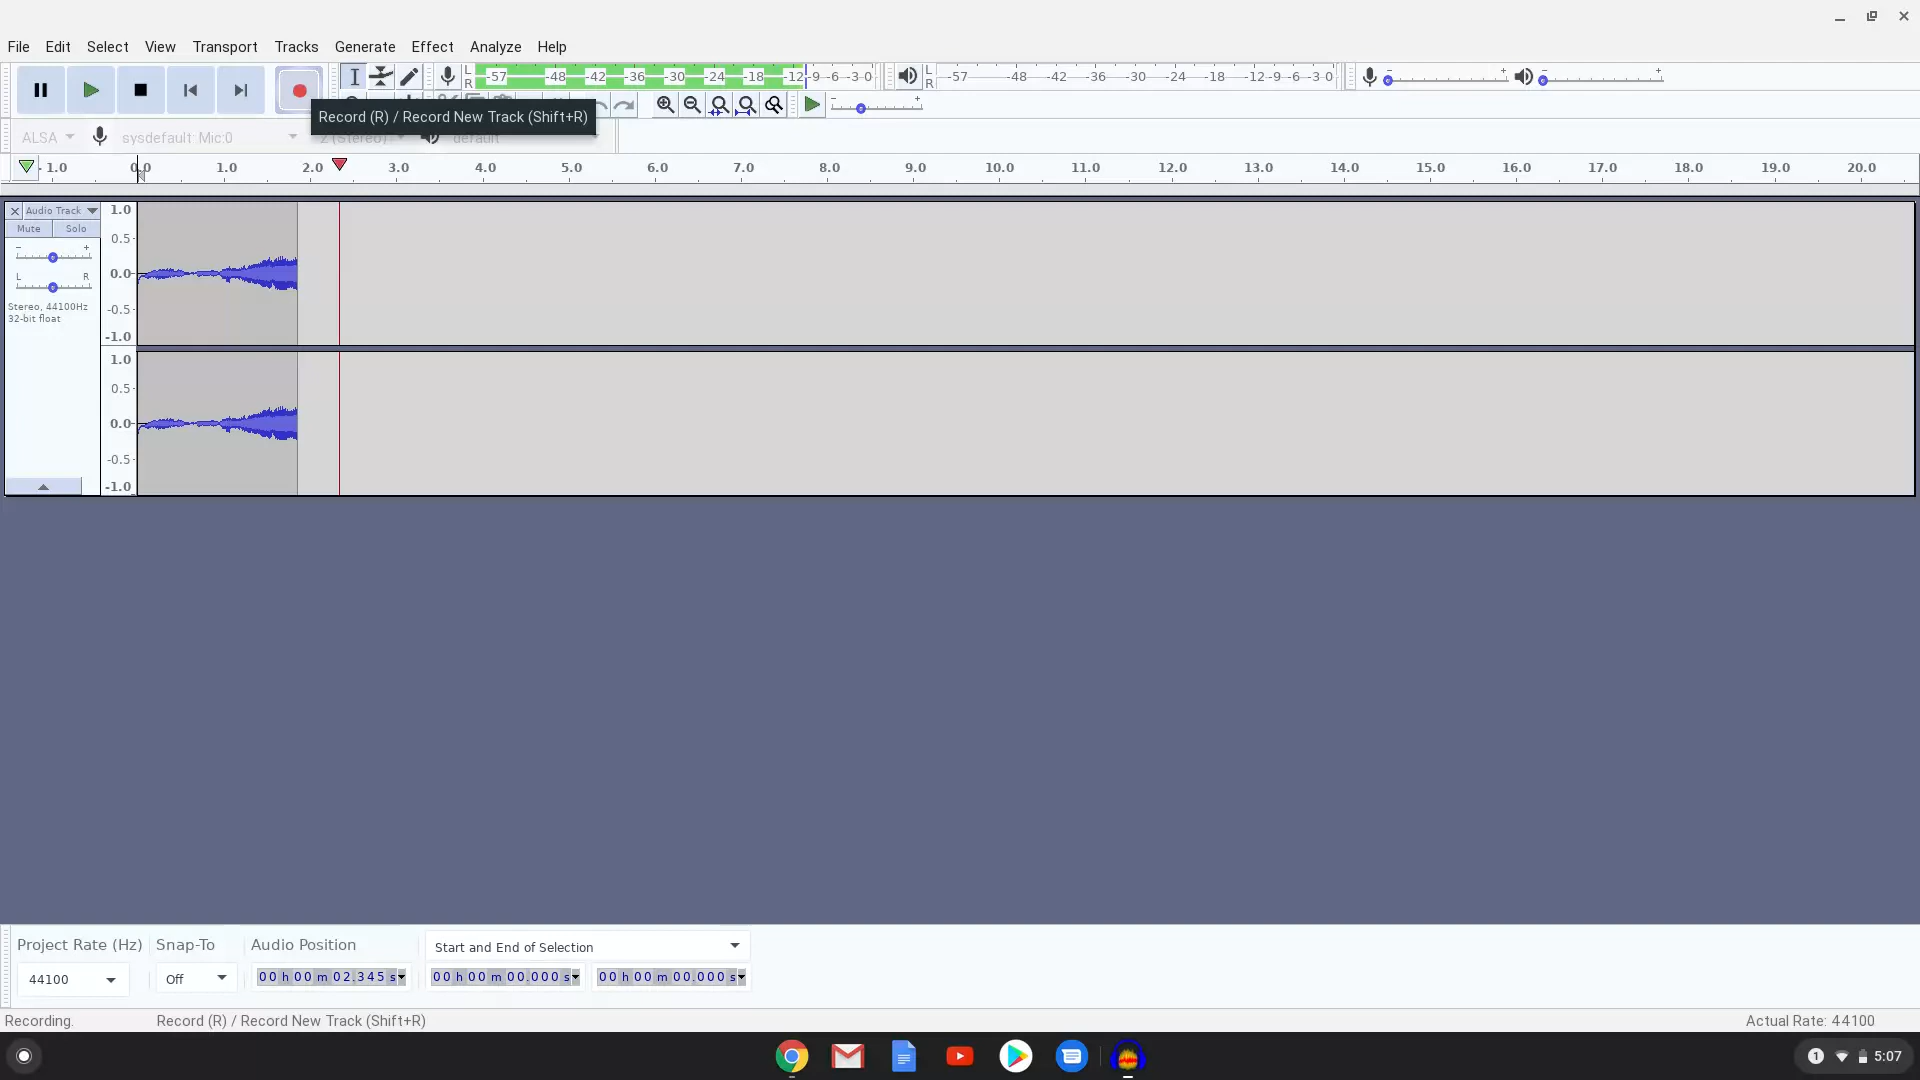 File Edit Select View Transport Tracks Generate Effect Analyze Help
L
R
-57 -48 -42 -36 -30 -24 -18 -12 -9 -6 -3 0
L
R
-57 -48 -42 -36 -30 -24 -18 -12 -9 -6 -3 0
- +
- +
- +
Record (R) / Record New Track (Shift+R)
ALSA sysdefault: Mic:0 2 (Stereo) default
- 1.0 0.0 1.0 2.0 3.0 4.0 5.0 6.0 7.0 8.0 9.0 10.0 11.0 12.0 13.0 14.0 15.0 16.0 17.0 18.0 19.0 20.0
Audio Track
Mute Solo
- +
L R
Stereo, 44100Hz
32-bit float
1.0
0.5
0.0
-0.5
-1.0
1.0
0.5
0.0
-0.5
-1.0
Project Rate (Hz) Snap-To Audio Position Start and End of Selection
44100 Off 00 h 00 m 02.345 s 00 h 00 m 00.000 s 00 h 00 m 00.000 s
Recording. Record (R) / Record New Track (Shift+R) Actual Rate: 44100
1 5:07